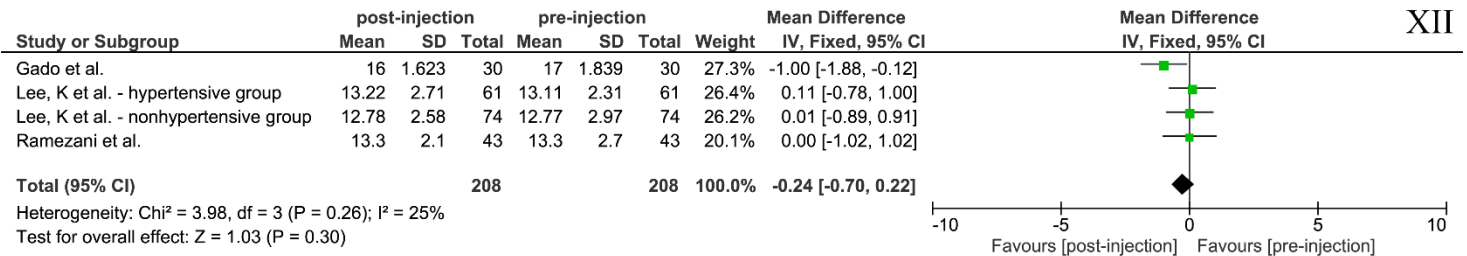 post-injection pre-injection Mean Difference Mean Difference XII
Study or Subgroup Mean SD Total Mean SD Total Weight IV, Fixed, 95% CI IV, Fixed, 95% CI
Gado et al. 16 1.623 30 17 1.839 30 27.3% -1.00 [-1.88, -0.12]
Lee, K et al. - hypertensive group 13.22 2.71 61 13.11 2.31 61 26.4% 0.11 [-0.78, 1.00]
Lee, K et al. - nonhypertensive group 12.78 2.58 74 12.77 2.97 74 26.2% 0.01 [-0.89, 0.91]
Ramezani et al. 13.3 2.1 43 13.3 2.7 43 20.1% 0.00 [-1.02, 1.02]
Total (95% CI) 208 208 100.0% -0.24 [-0.70, 0.22]
Heterogeneity: Chi² = 3.98, df = 3 (P = 0.26); I² = 25%
Test for overall effect: Z = 1.03 (P = 0.30)
-10 -5 0 5 10
Favours [post-injection] Favours [pre-injection]